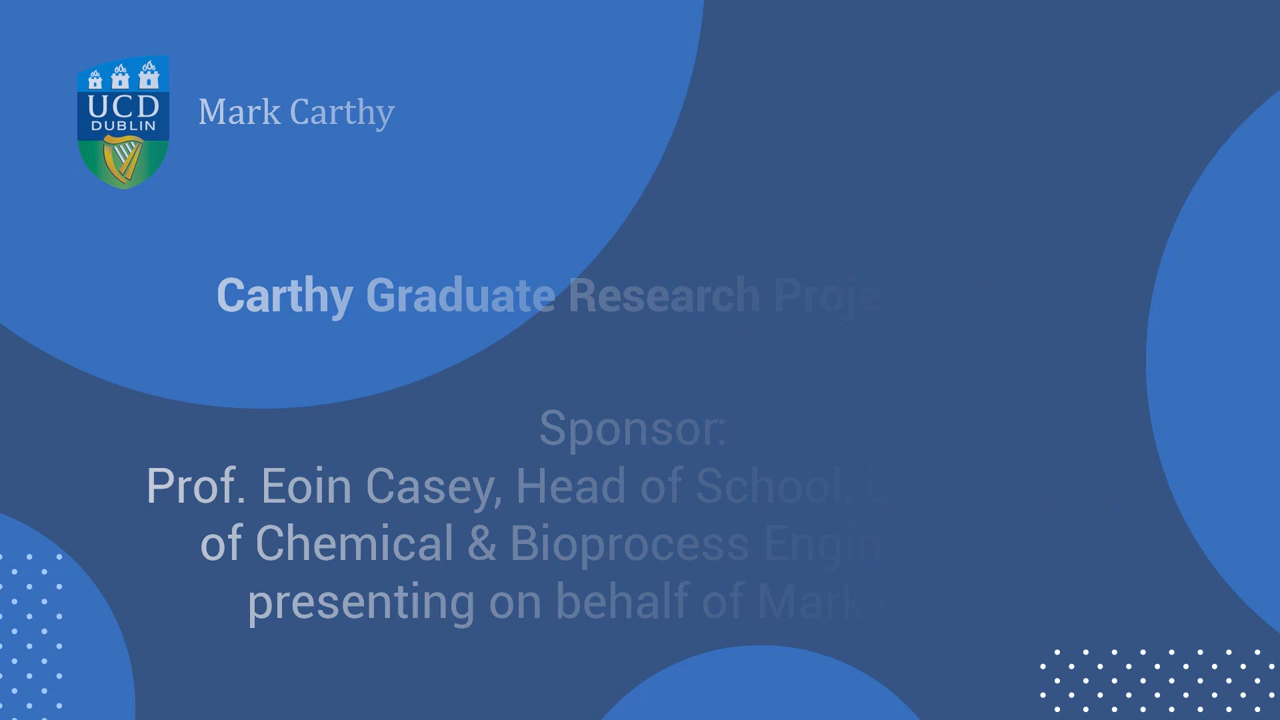 UCD
DUBLIN
Mark Carthy
Carthy Graduate Research
Sponsor:
Prof. Eoin Casey, Head of School,
of Chemical & Bioprocess
presenting on behalf of Mark